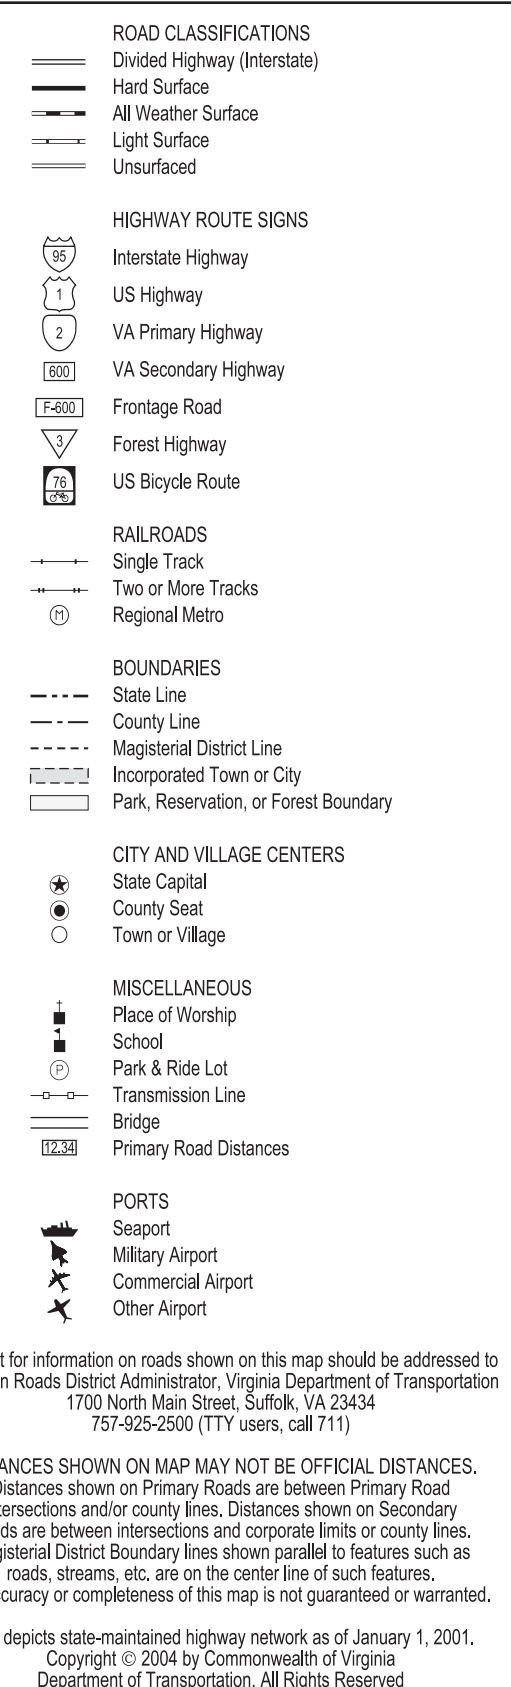 ROAD CLASSIFICATIONS
Divided Highway (Interstate)
Hard Surface
All Weather Surface
Light Surface
Unsurfaced
HIGHWAY ROUTE SIGNS
95 Interstate Highway
1 US Highway
2 VA Primary Highway
600 VA Secondary Highway
F-600 Frontage Road
3 Forest Highway
76 US Bicycle Route
RAILROADS
Single Track
Two or More Tracks
M Regional Metro
BOUNDARIES
State Line
County Line
Magisterial District Line
Incorporated Town or City
Park, Reservation, or Forest Boundary
CITY AND VILLAGE CENTERS
State Capital
County Seat
Town or Village
MISCELLANEOUS
Place of Worship
School
P Park & Ride Lot
Transmission Line
Bridge
12.34 Primary Road Distances
PORTS
Seaport
Military Airport
Commercial Airport
Other Airport
t for information on roads shown on this map should be addressed to
n Roads District Administrator, Virginia Department of Transportation
1700 North Main Street, Suffolk, VA 23434
757-925-2500 (TTY users, call 711)
ANCES SHOWN ON MAP MAY NOT BE OFFICIAL DISTANCES.
Distances shown on Primary Roads are between Primary Road
tersections and/or county lines. Distances shown on Secondary
ds are between intersections and corporate limits or county lines.
gisterial District Boundary lines shown parallel to features such as
roads, streams, etc. are on the center line of such features.
ccuracy or completeness of this map is not guaranteed or warranted.
depicts state-maintained highway network as of January 1, 2001.
Copyright © 2004 by Commonwealth of Virginia
Department of Transportation. All Rights Reserved